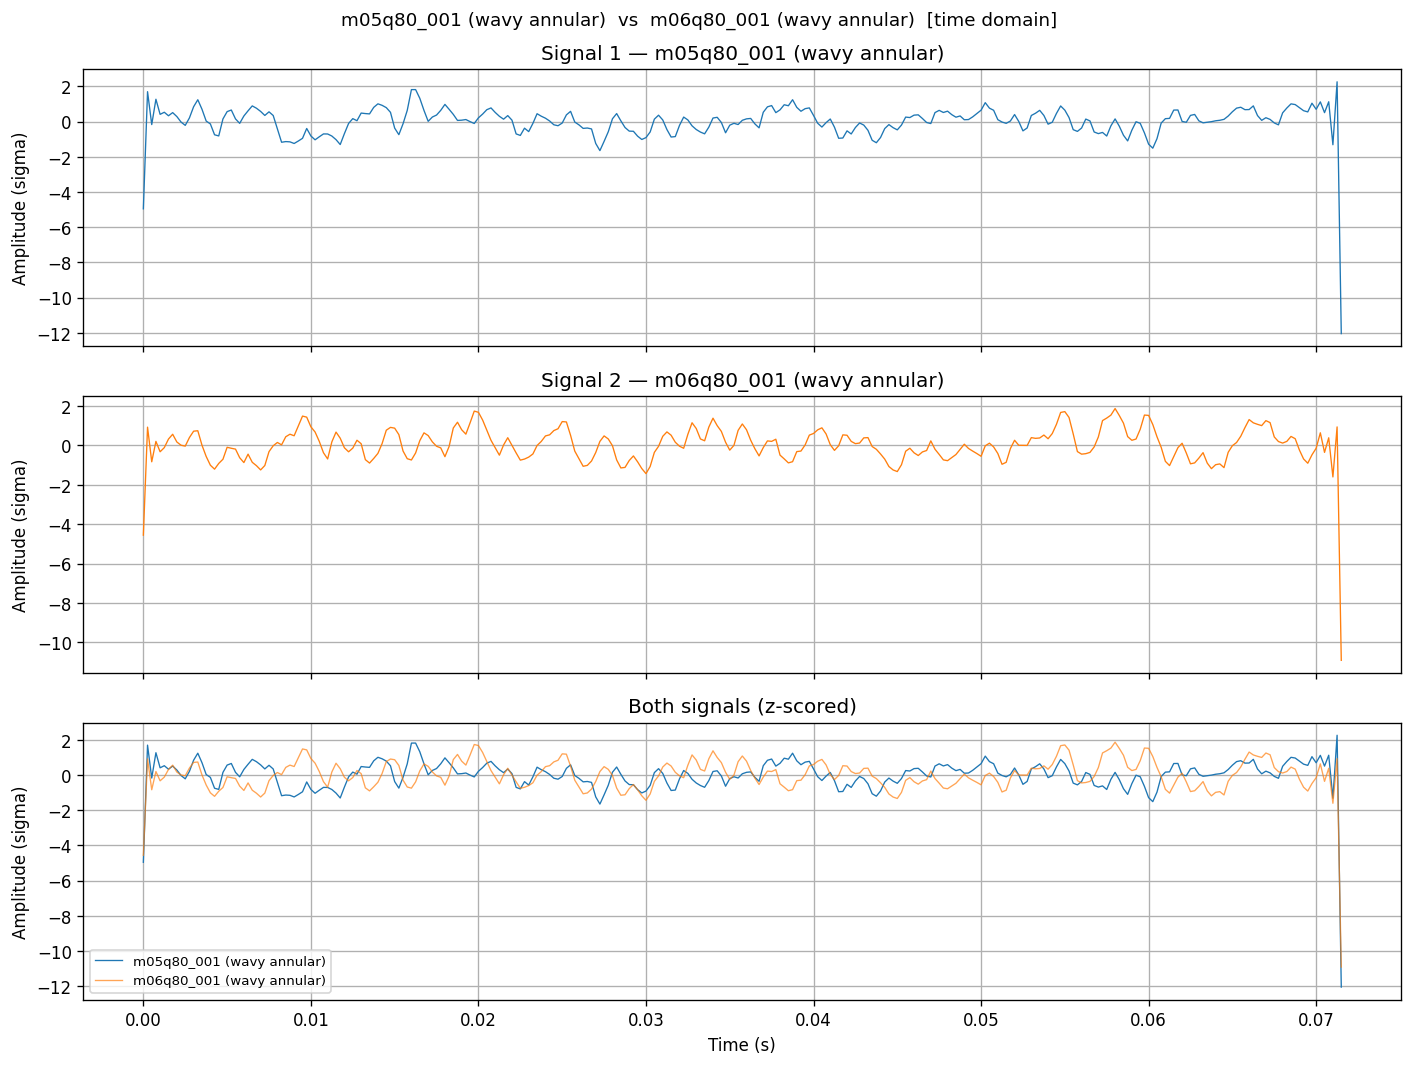 m05q80_001 (wavy annular)  vs  m06q80_001 (wavy annular)  [time domain]
Signal 1 — m05q80_001 (wavy annular)
Amplitude (sigma)
2
0
−2
−4
−6
−8
−10
−12
Signal 2 — m06q80_001 (wavy annular)
Amplitude (sigma)
2
0
−2
−4
−6
−8
−10
Both signals (z-scored)
Amplitude (sigma)
2
0
−2
−4
−6
−8
−10
−12
m05q80_001 (wavy annular)
m06q80_001 (wavy annular)
0.00 0.01 0.02 0.03 0.04 0.05 0.06 0.07
Time (s)